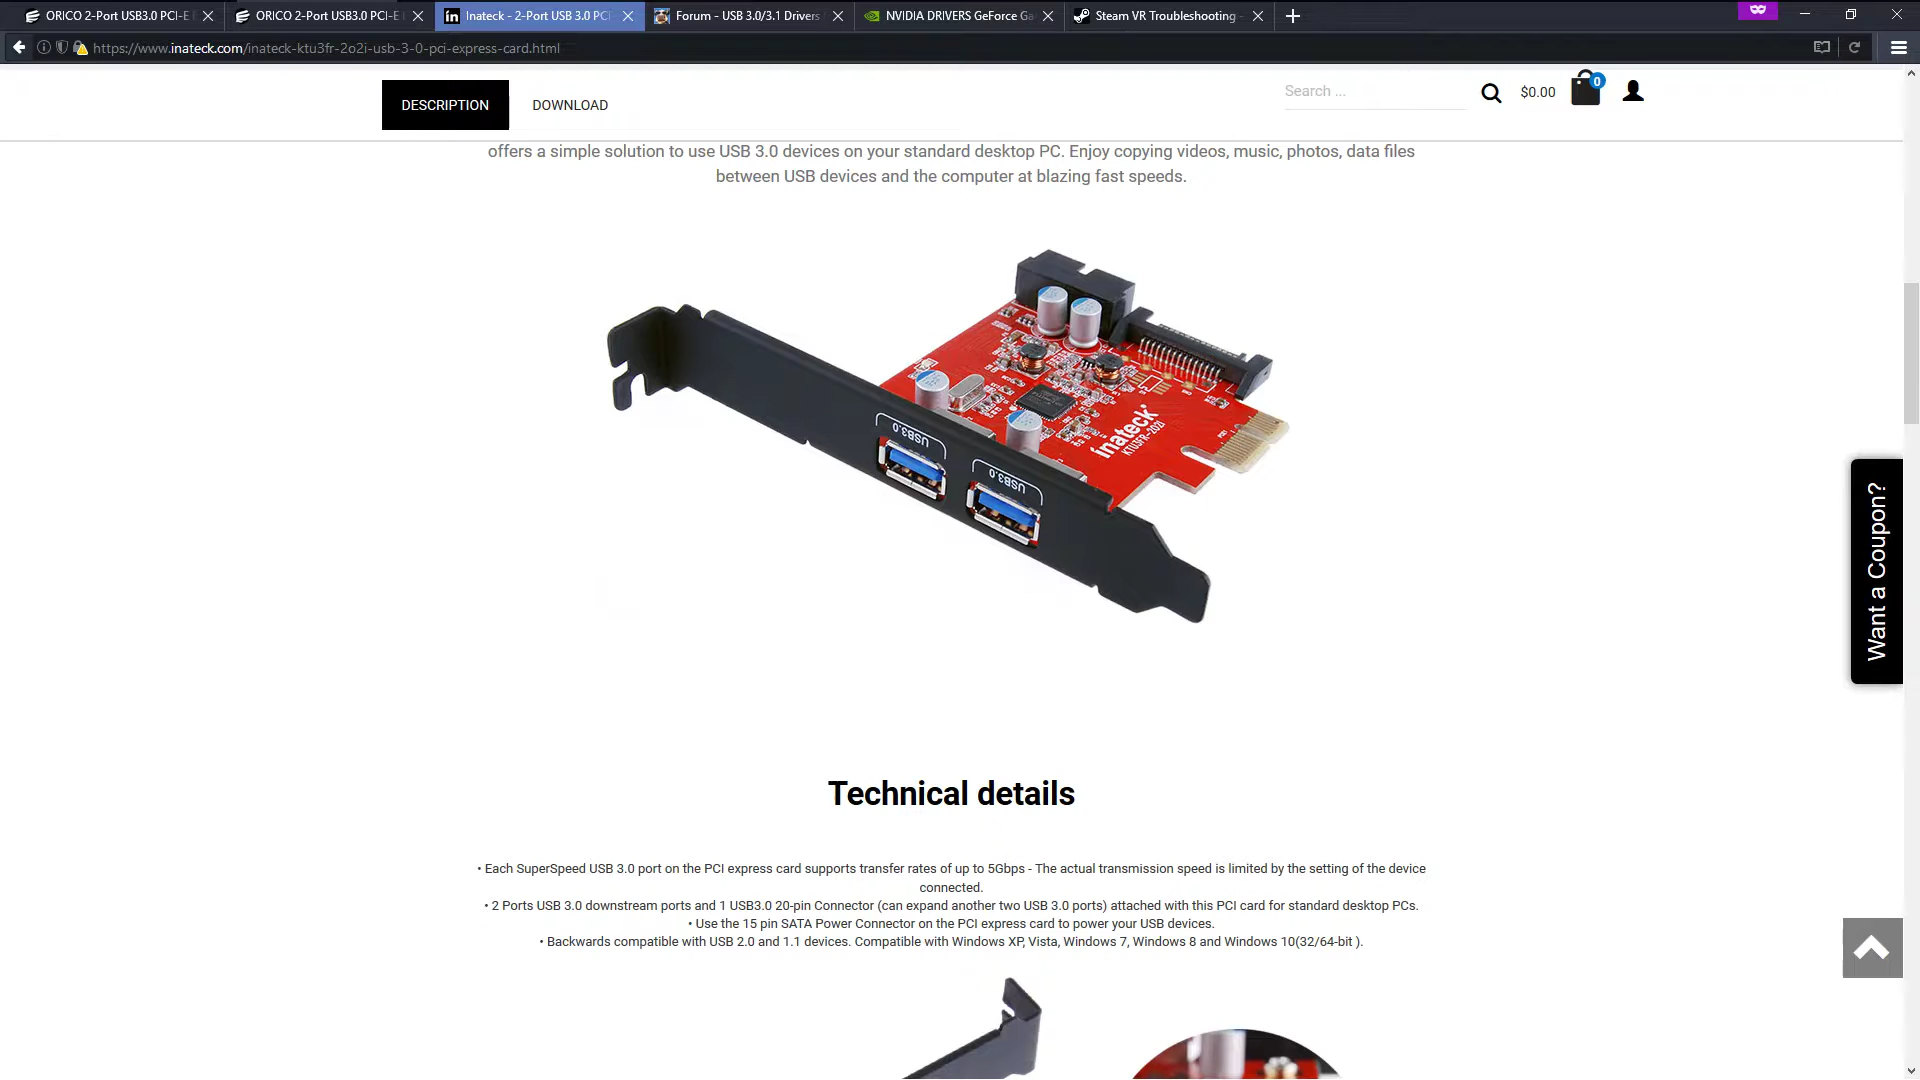 ORICO 2-Port USB3.0 PCI-E
ORICO 2-Port USB3.0 PCI-E
in Inateck - 2-Port USB 3.0 PCI
Forum - USB 3.0/3.1 Drivers
NVIDIA DRIVERS GeForce Ga
Steam VR Troubleshooting -
https://www.inateck.com/inateck-ktu3fr-2o2i-usb-3-0-pci-express-card.html
DESCRIPTION
DOWNLOAD
Search ...
$0.00
0
offers a simple solution to use USB 3.0 devices on your standard desktop PC. Enjoy copying videos, music, photos, data files
between USB devices and the computer at blazing fast speeds.
USB3.0
USB3.0
inateck
KTU3FR-2O2I
Want a Coupon?
Technical details
• Each SuperSpeed USB 3.0 port on the PCI express card supports transfer rates of up to 5Gbps - The actual transmission speed is limited by the setting of the device
connected.
• 2 Ports USB 3.0 downstream ports and 1 USB3.0 20-pin Connector (can expand another two USB 3.0 ports) attached with this PCI card for standard desktop PCs.
• Use the 15 pin SATA Power Connector on the PCI express card to power your USB devices.
• Backwards compatible with USB 2.0 and 1.1 devices. Compatible with Windows XP, Vista, Windows 7, Windows 8 and Windows 10(32/64-bit ).